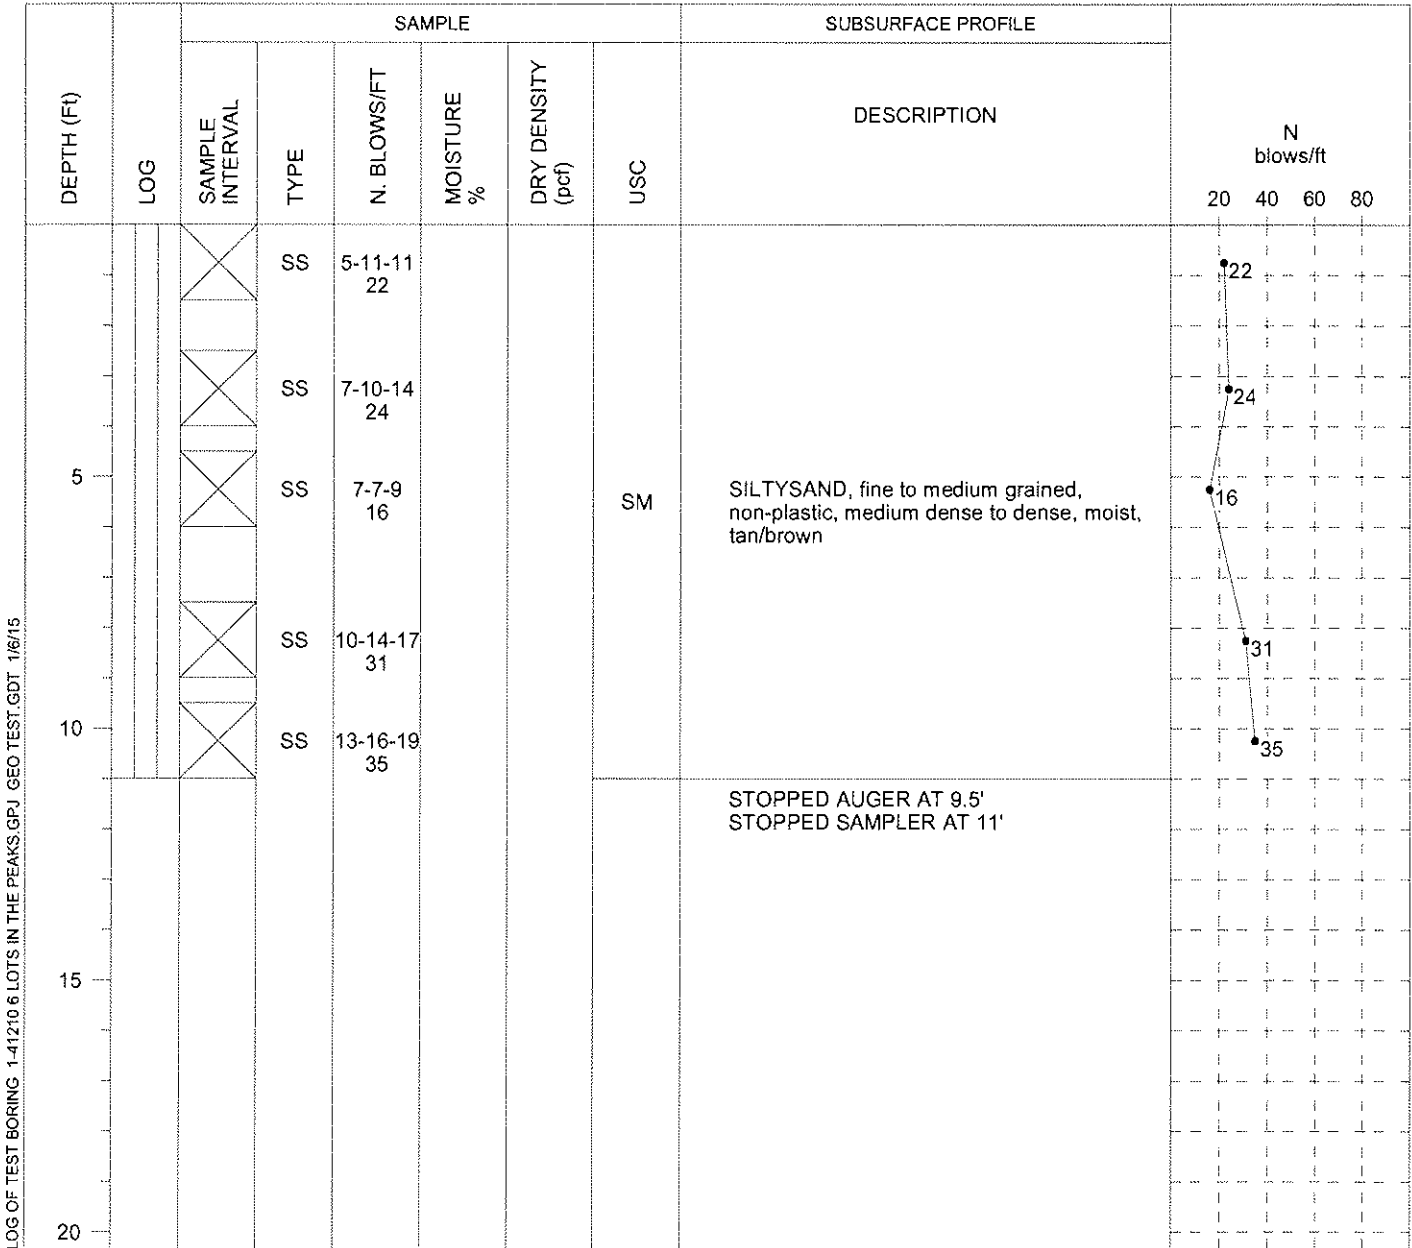 SAMPLE
SUBSURFACE PROFILE
DEPTH (Ft)
LOG
SAMPLE
INTERVAL
TYPE
N. BLOWS/FT
MOISTURE
%
DRY DENSITY
(pcf)
USC
DESCRIPTION
N
blows/ft
20 40 60 80
SS 5-11-11
22
22
SS 7-10-14
24
24
5
SS 7-7-9
16
SM
SILTYSAND, fine to medium grained,
non-plastic, medium dense to dense, moist,
tan/brown
16
SS 10-14-17
31
31
10
SS 13-16-19
35
35
STOPPED AUGER AT 9.5'
STOPPED SAMPLER AT 11'
15
20
LOG OF TEST BORING 1-41210 6 LOTS IN THE PEAKS.GPJ GEO TEST.GDT 1/6/15